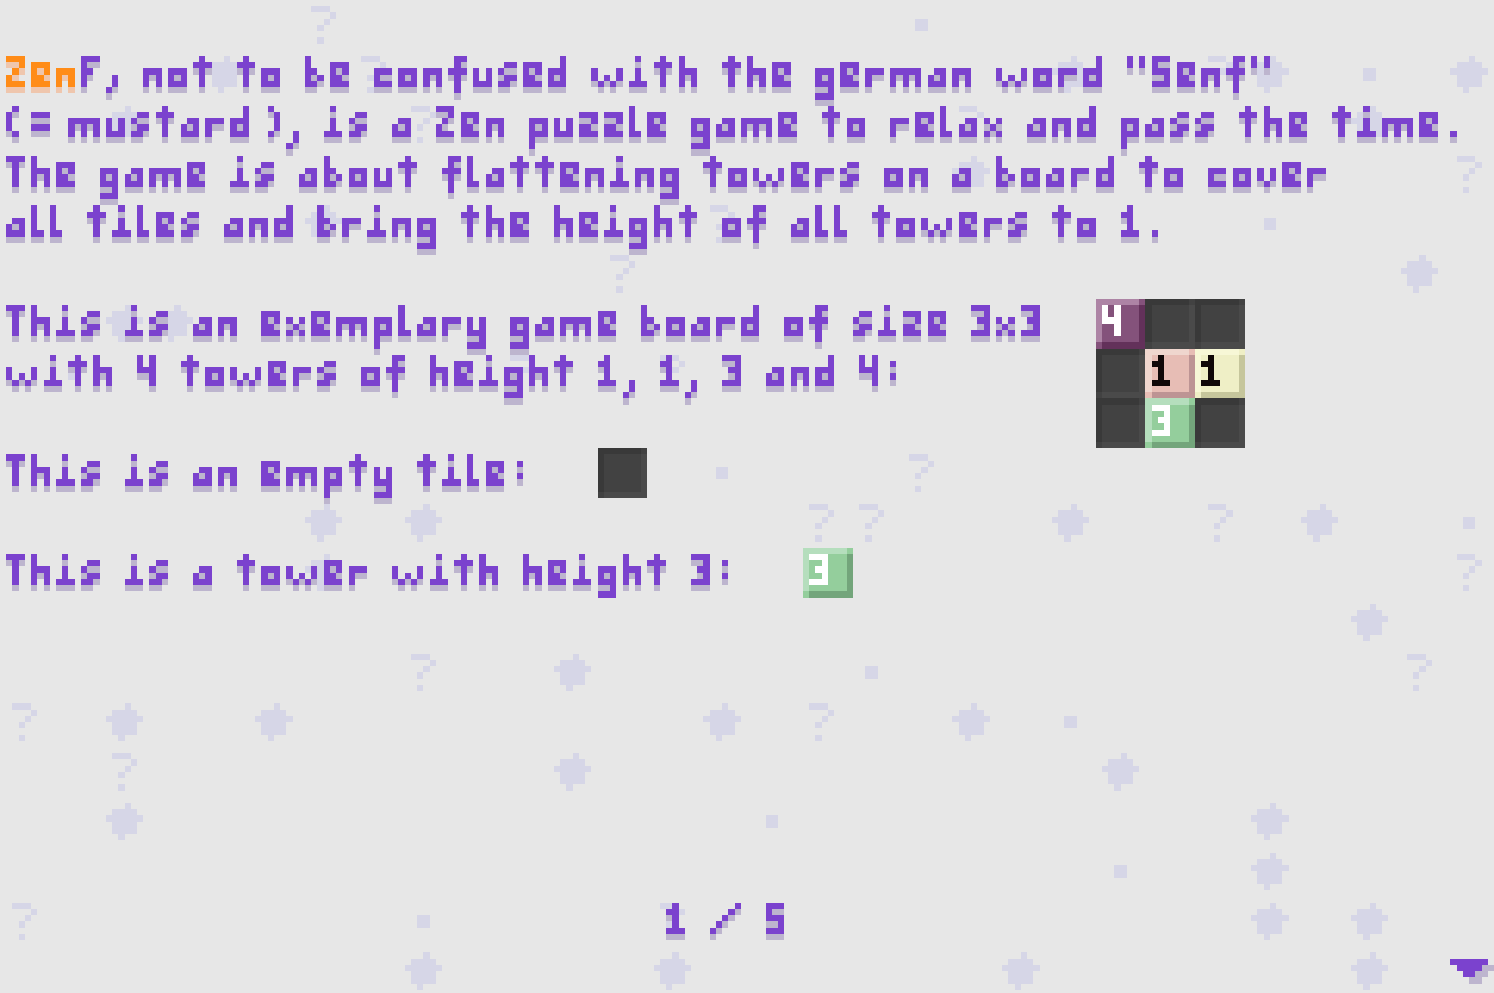 ZenF, not to be confused with the german word "Senf"
(= mustard), is a Zen puzzle game to relax and pass the time.
The game is about flattening towers on a board to cover
all tiles and bring the height of all towers to 1.
This is an exemplary game board of size 3x3
with 4 towers of height 1, 1, 3 and 4:
4
1 1
3
This is an empty tile:
This is a tower with height 3:
3
1 / 5